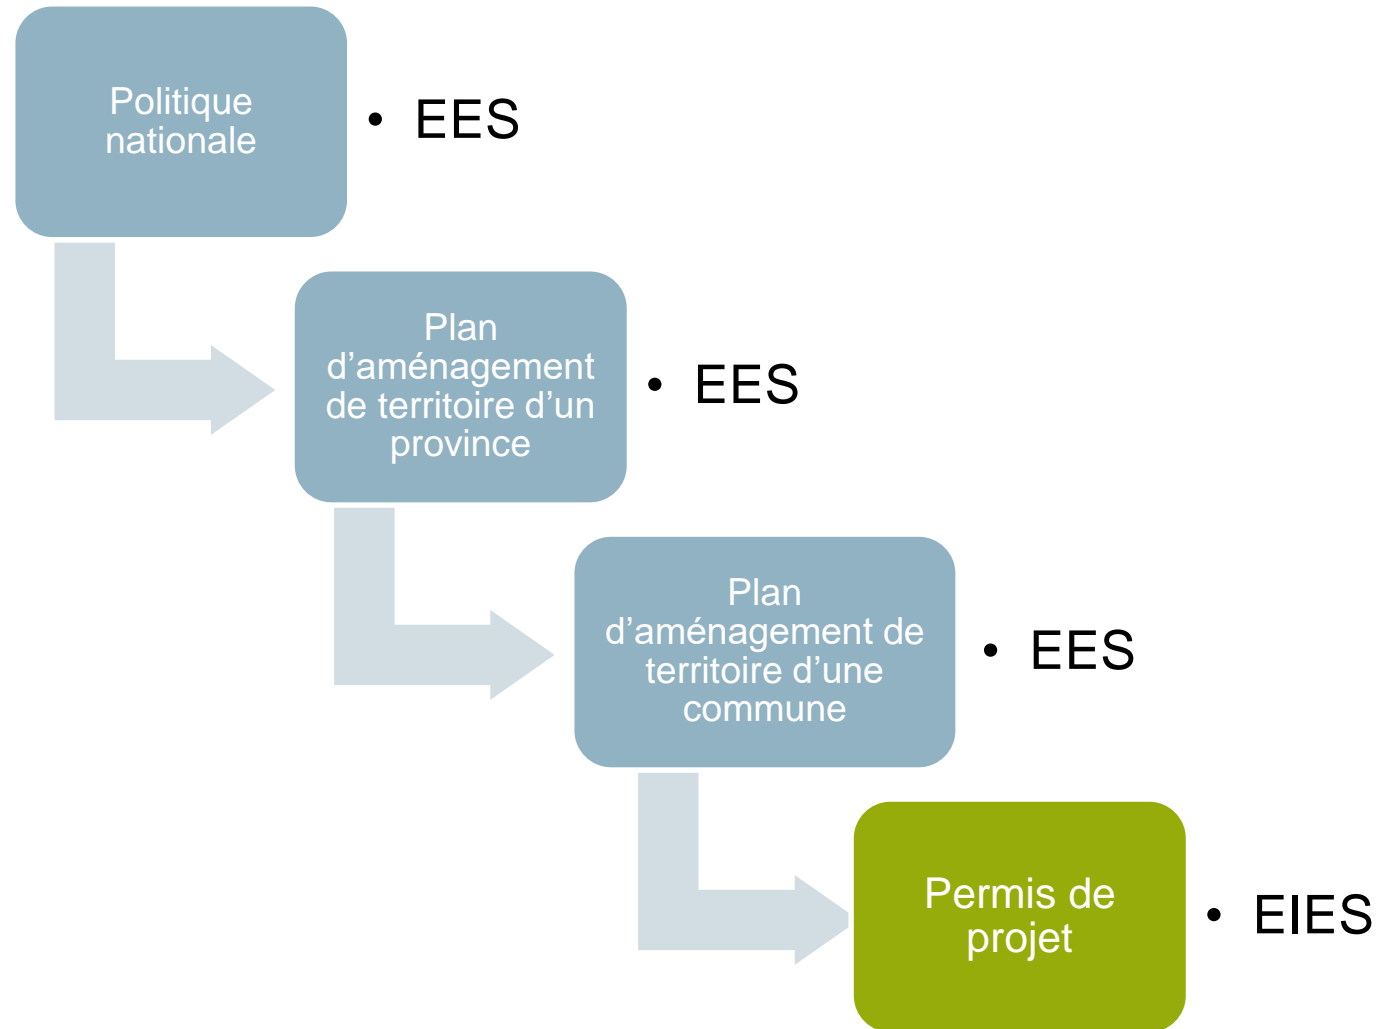 Politique
nationale
• EES
Plan
d’aménagement
de territoire d’un
province
• EES
Plan
d’aménagement de
territoire d’une
commune
• EES
Permis de
projet
• EIES